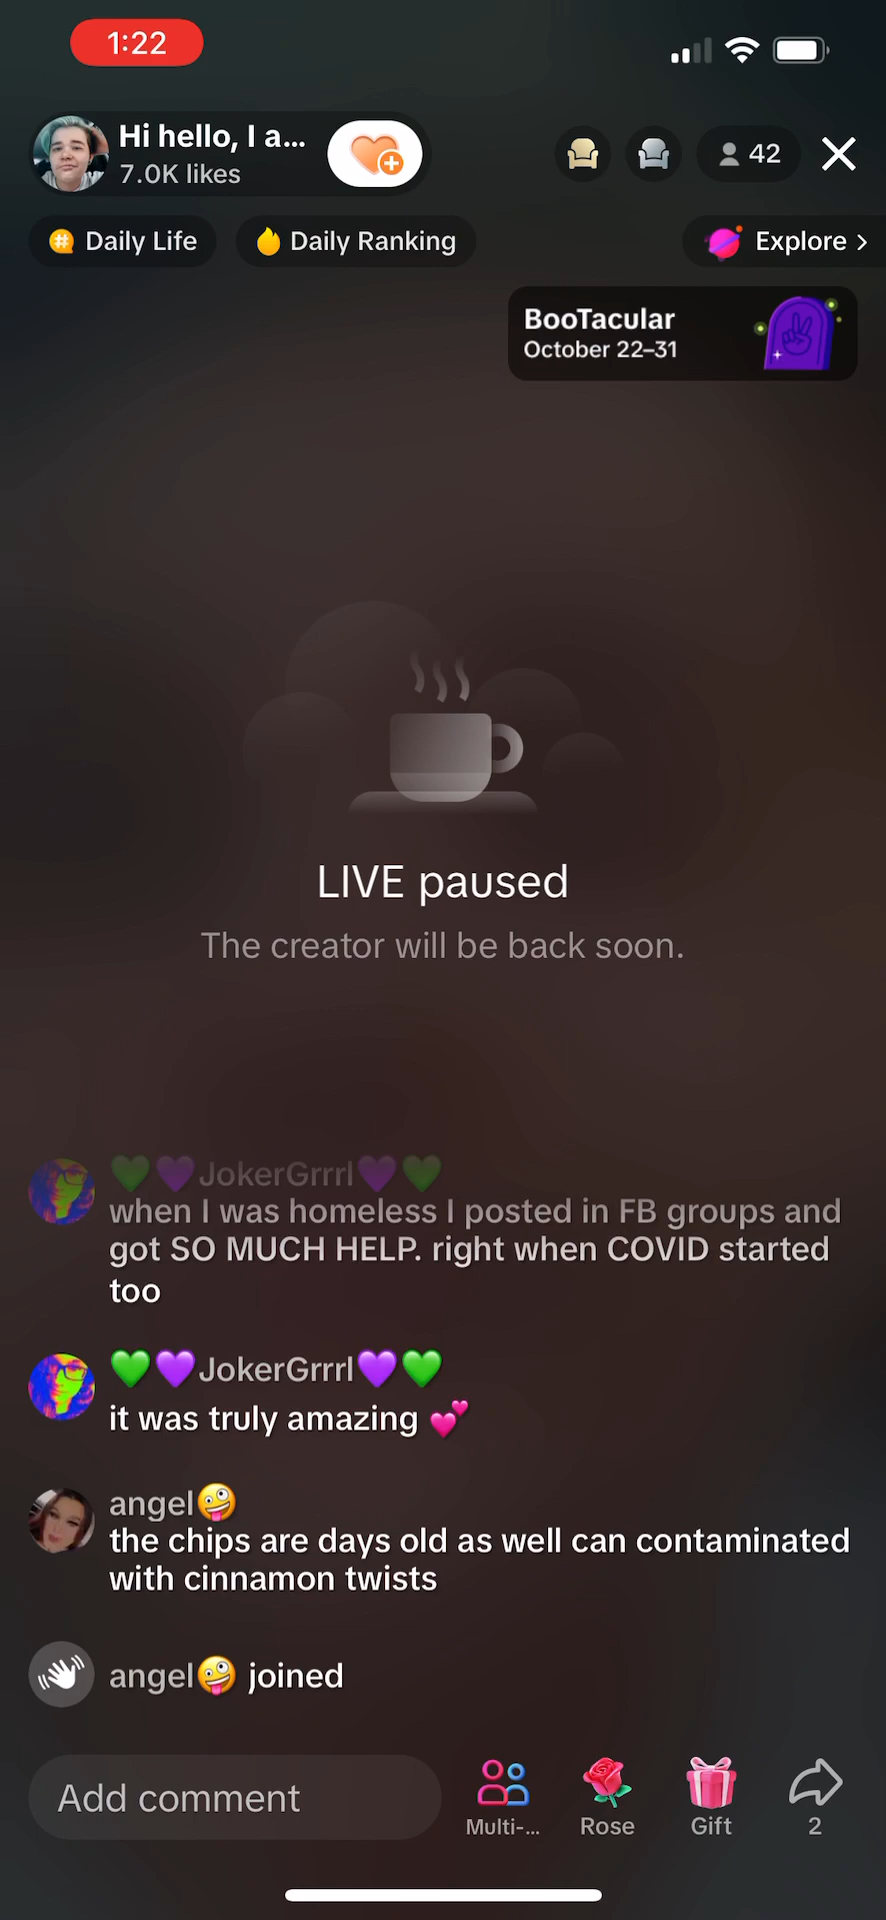 1:22
Hi hello, I a...
7.0K likes
42
Daily Life
Daily Ranking
Explore >
BooTacular
October 22–31
LIVE paused
The creator will be back soon.
💚💜JokerGrrrl💜💚
when I was homeless I posted in FB groups and
got SO MUCH HELP. right when COVID started
too
💚💜JokerGrrrl💜💚
it was truly amazing 💕
angel🤪
the chips are days old as well can contaminated
with cinnamon twists
angel🤪 joined
Add comment
Multi-...
Rose
Gift
2